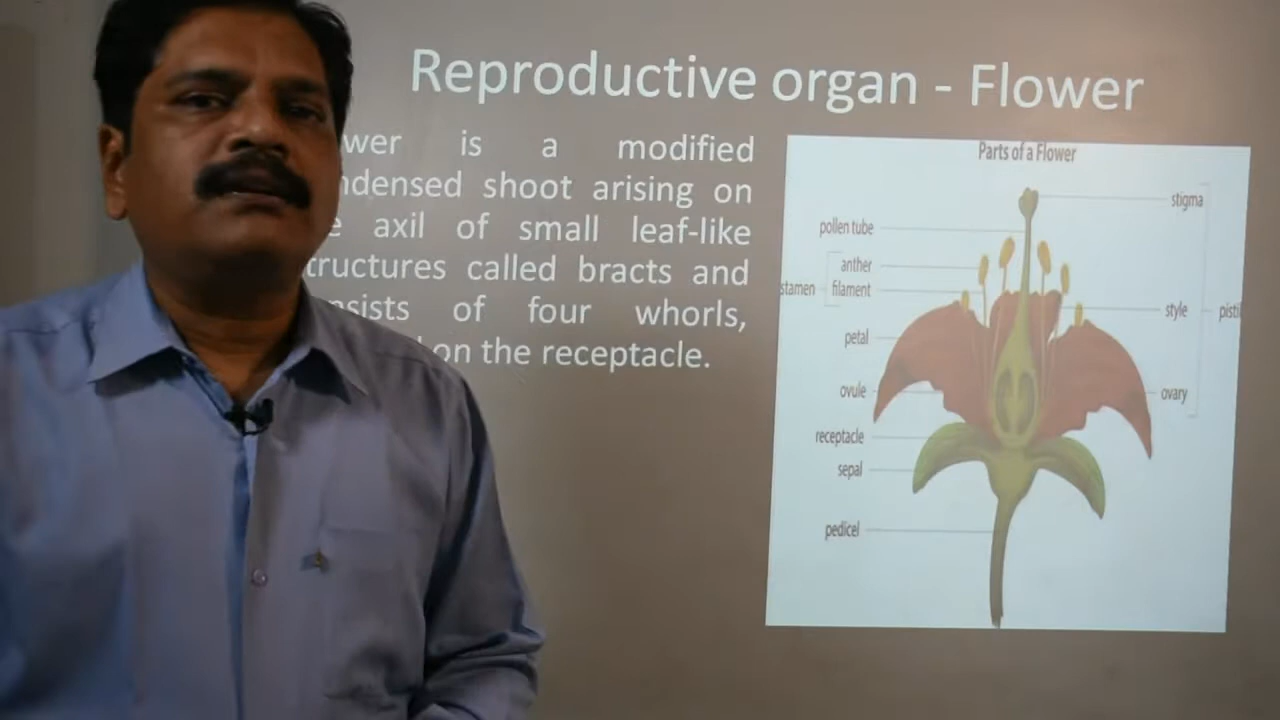 Reproductive organ - Flower
wer is a modified
ndensed shoot arising on
e axil of small leaf-like
tructures called bracts and
nsists of four whorls,
on the receptacle.
Parts of a Flower
stigma
pollen tube
anther
stamen
filament
style
pisti
petal
ovule
ovary
receptacle
sepal
pedicel